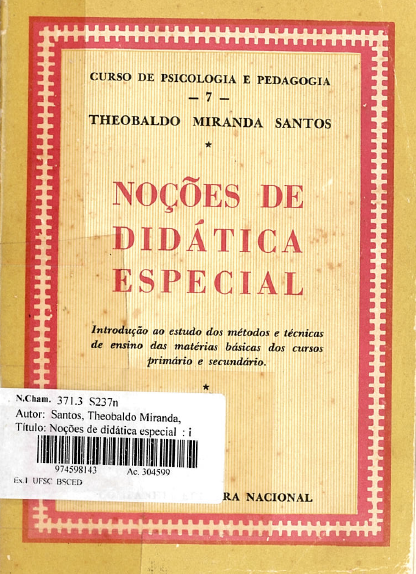 CURSO DE PSICOLOGIA E PEDAGOGIA
— 7 —
THEOBALDO MIRANDA SANTOS
*
NOÇÕES DE
DIDÁTICA
ESPECIAL
Introdução ao estudo dos métodos e técnicas
de ensino das matérias básicas dos cursos
primário e secundário.
*
N.Cham. 371.3 S237n
Autor: Santos, Theobaldo Miranda,
Título: Noções de didática especial : i
974598143 Ac. 304599
Ex.1 UFSC BSCED
NACIONAL